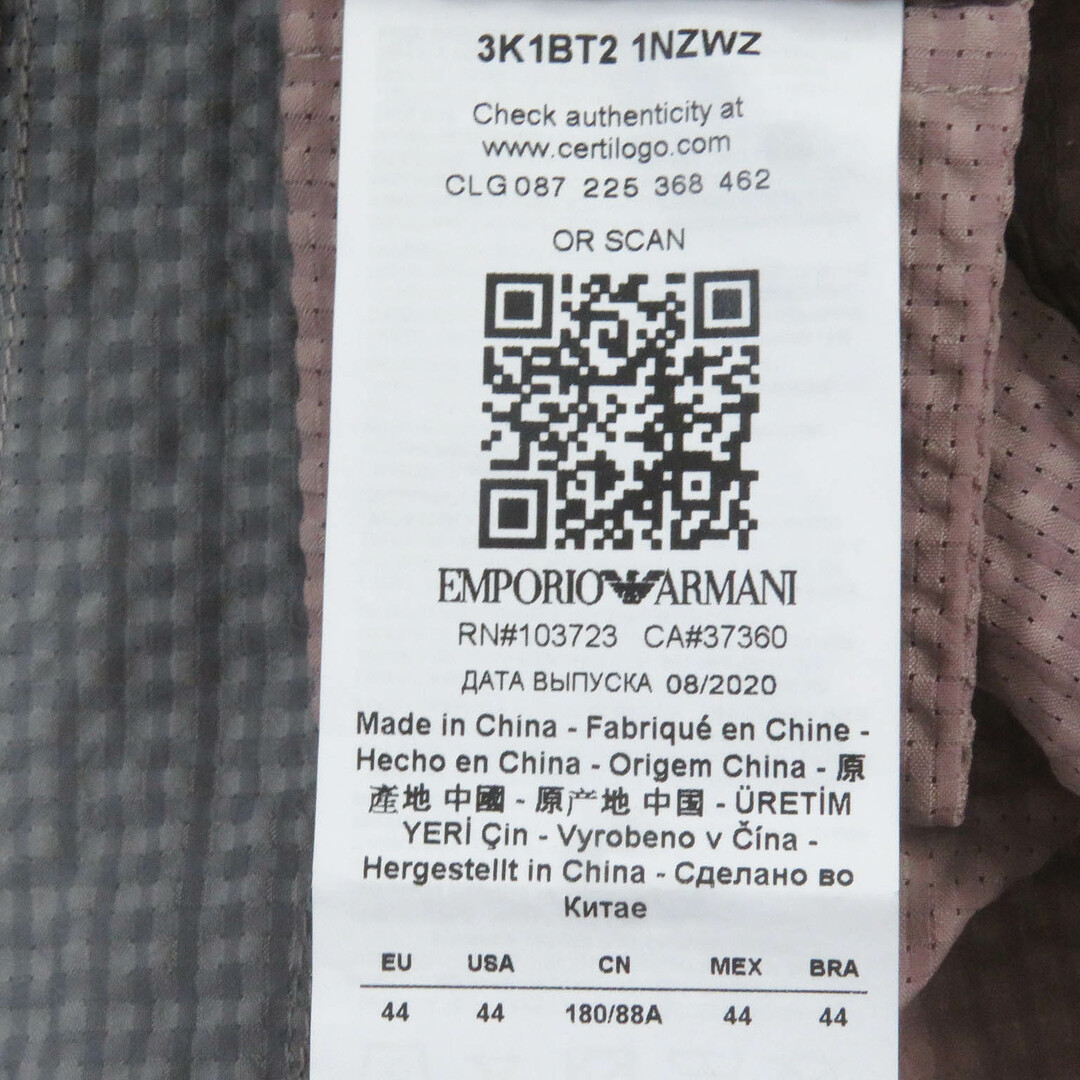 3K1BT2 1NZWZ
Check authenticity at
www.certilogo.com
CLG 087 225 368 462
OR SCAN
EMPORIO ARMANI
RN#103723 CA#37360
ДАТА ВЫПУСКА 08/2020
Made in China - Fabriqué en Chine -
Hecho en China - Origem China - 原
產地 中國 - 原产地 中国 - ÜRETİM
YERİ Çin - Vyrobeno v Čína -
Hergestellt in China - Сделано во
Китае
EU USA CN MEX BRA
44 44 180/88A 44 44